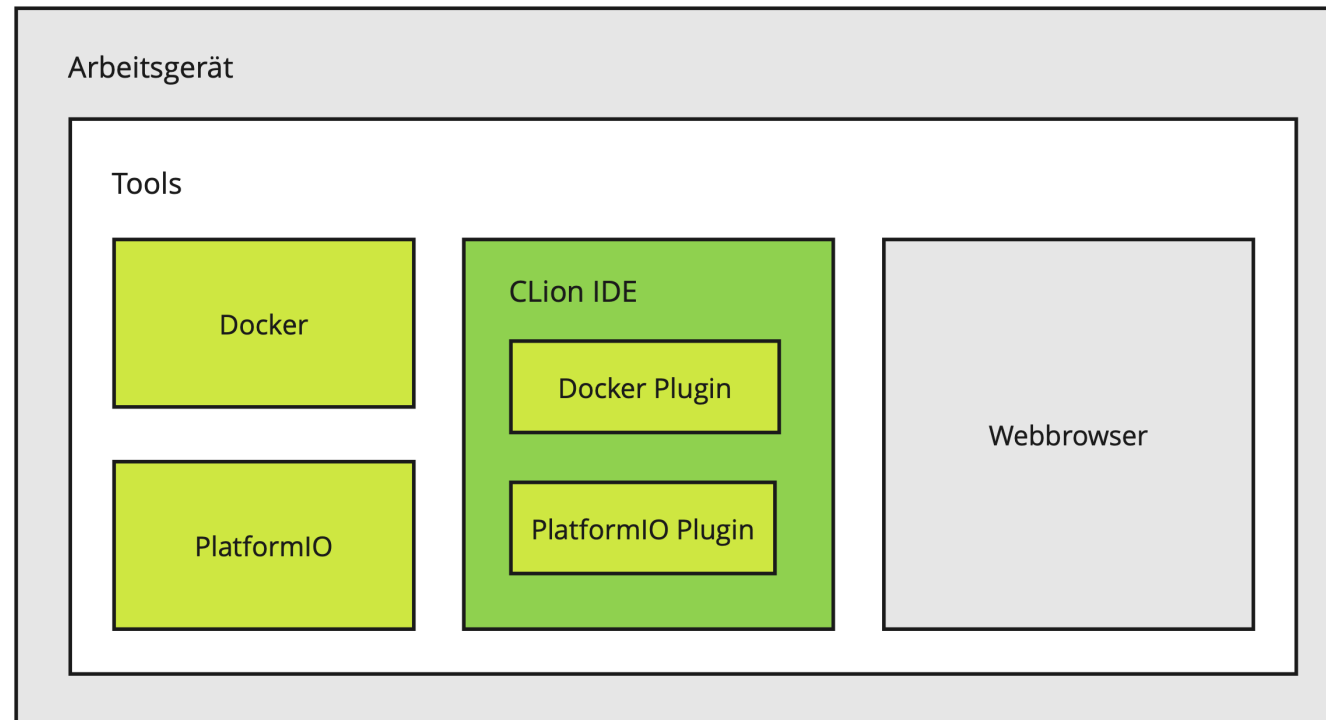 Arbeitsgerät
Tools
Docker
PlatformIO
CLion IDE
Docker Plugin
PlatformIO Plugin
Webbrowser